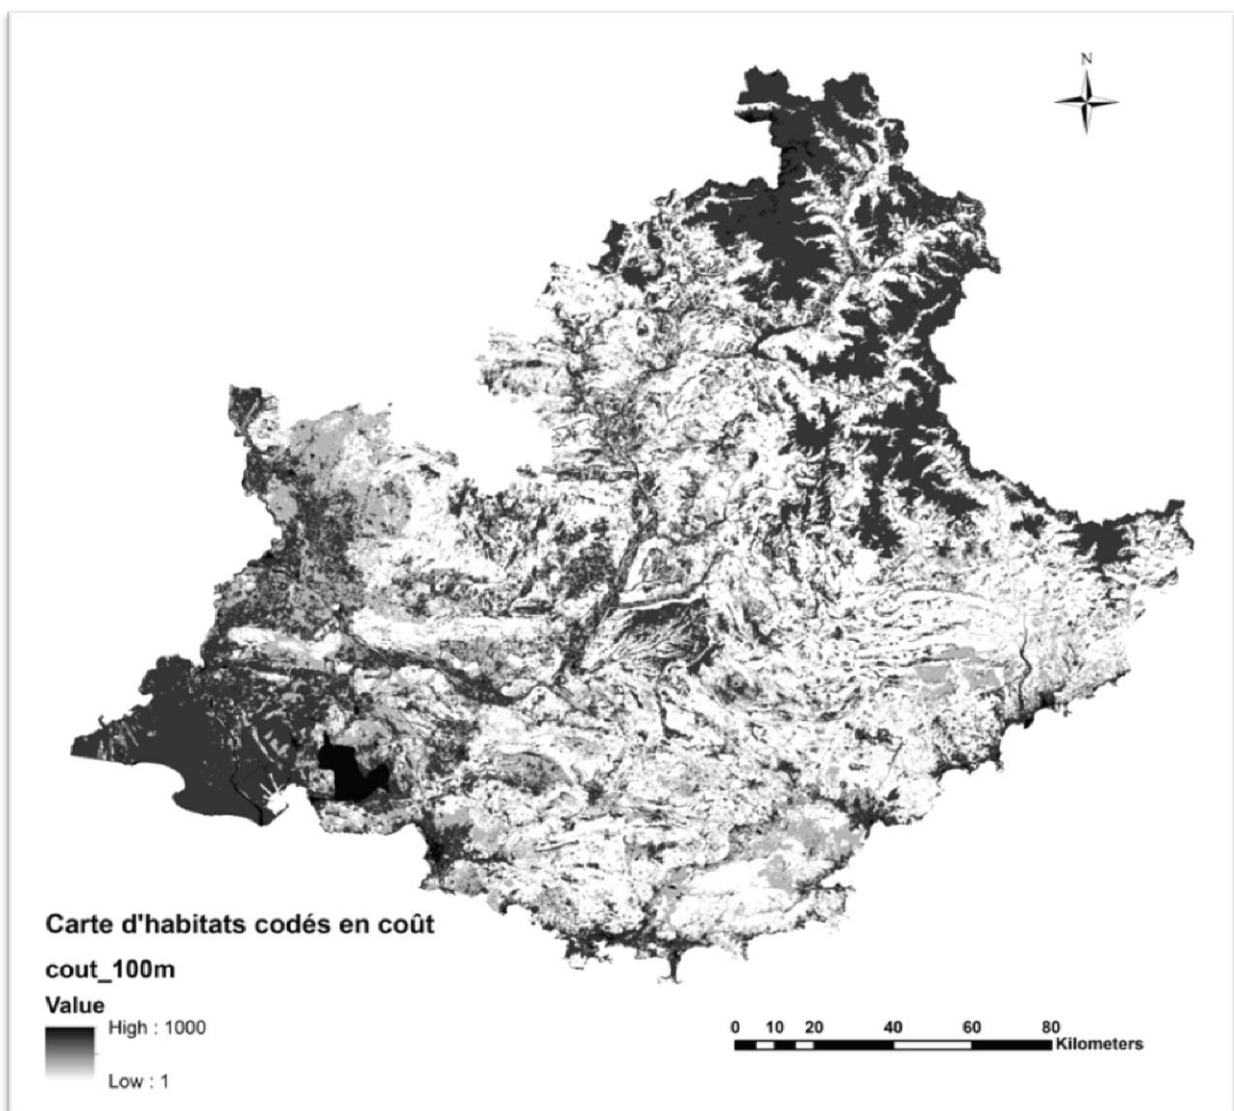 N
Carte d'habitats codés en coût
cout_100m
Value
High : 1000
Low : 1
0 10 20 40 60 80
Kilometers